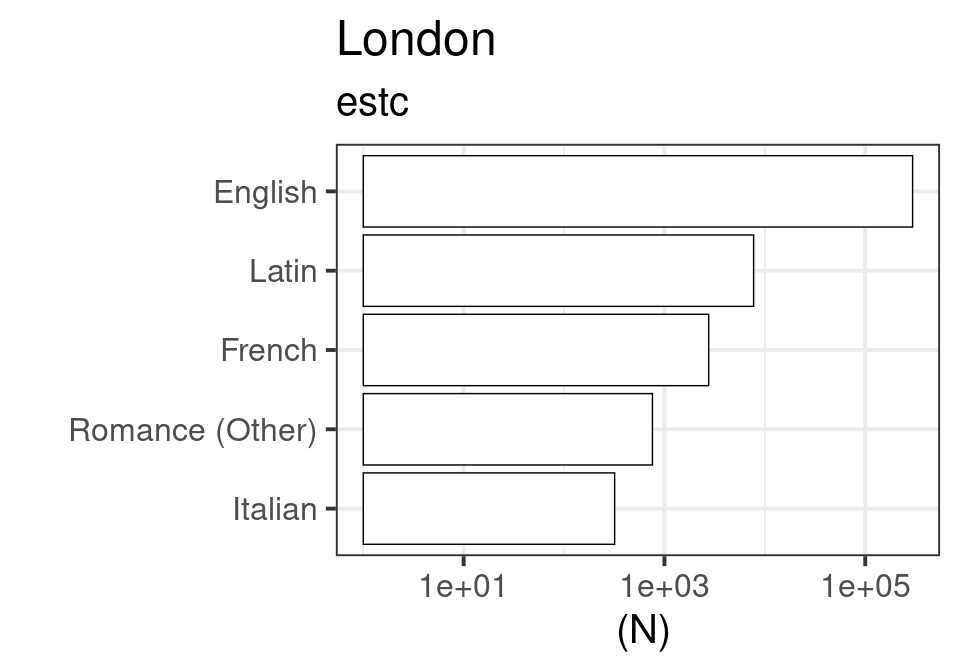 London
estc
English
Latin
French
Romance (Other)
Italian
1e+01 1e+03 1e+05
(N)